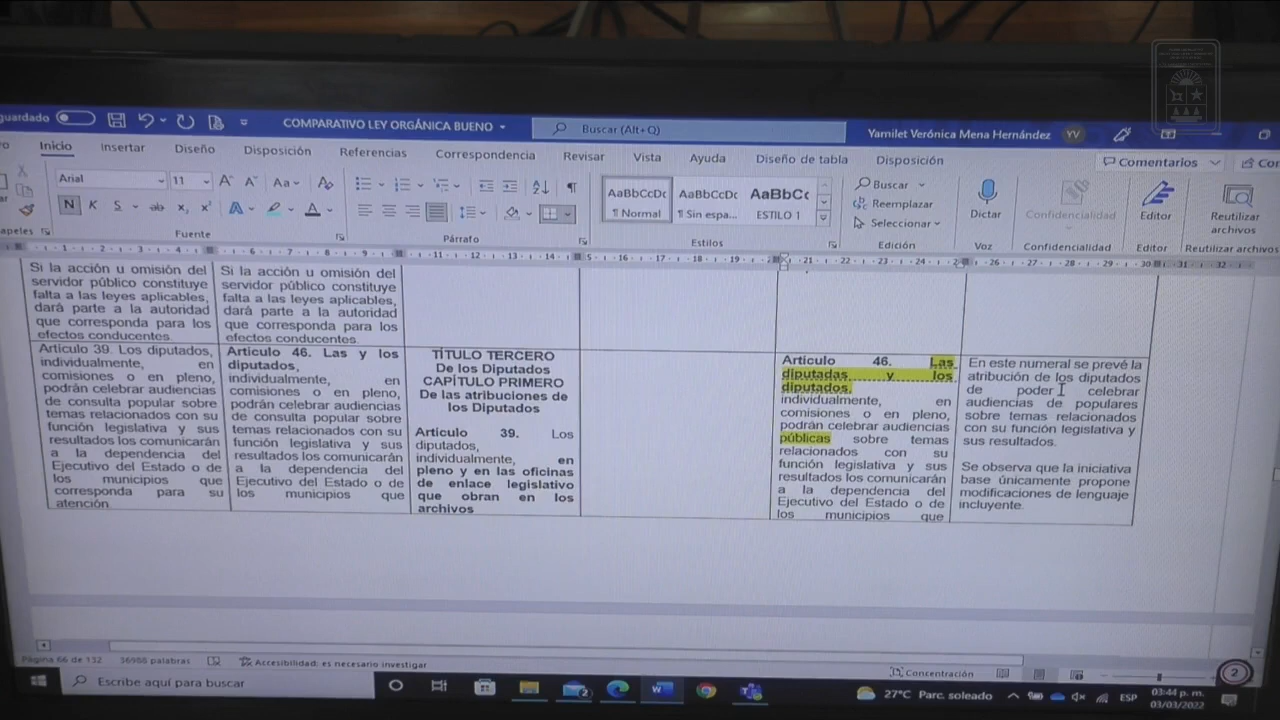 guardado
COMPARATIVO LEY ORGÁNICA BUENO
Buscar (Alt+Q)
Yamilet Verónica Mena Hernández
YV
Inicio
Insertar
Diseño
Disposición
Referencias
Correspondencia
Revisar
Vista
Ayuda
Diseño de tabla
Disposición
Comentarios
Arial
11
Aa
N K S ab x, x²
Fuente
Párrafo
AaBbCcDc
¶ Normal
AaBbCcDc
¶ Sin espa...
AaBbCc
ESTILO 1
Estilos
Buscar
Reemplazar
Seleccionar
Edición
Dictar
Voz
Confidencialidad
Confidencialidad
Editor
Editor
Reutilizar
archivos
Reutilizar archivos
Si la acción u omisión del
servidor público constituye
falta a las leyes aplicables,
dará parte a la autoridad
que corresponda para los
efectos conducentes.
Si la acción u omisión del
servidor público constituye
falta a las leyes aplicables,
dará parte a la autoridad
que corresponda para los
efectos conducentes.
Artículo 39. Los diputados,
individualmente, en
comisiones o en pleno,
podrán celebrar audiencias
de consulta popular sobre
temas relacionados con su
función legislativa y sus
resultados los comunicarán
a la dependencia del
Ejecutivo del Estado o de
los municipios que
corresponda para su
atención.
Artículo 46. Las y los
diputados,
individualmente, en
comisiones o en pleno,
podrán celebrar audiencias
de consulta popular sobre
temas relacionados con su
función legislativa y sus
resultados los comunicarán
a la dependencia del
Ejecutivo del Estado o de
los municipios que
TÍTULO TERCERO
De los Diputados
CAPÍTULO PRIMERO
De las atribuciones de
los Diputados
Artículo 39. Los
diputados,
individualmente, en
pleno y en las oficinas
de enlace legislativo
que obran en los
archivos
Artículo 46. Las
diputadas y los
diputados,
individualmente, en
comisiones o en pleno,
podrán celebrar audiencias
públicas sobre temas
relacionados con su
función legislativa y sus
resultados los comunicarán
a la dependencia del
Ejecutivo del Estado o de
los municipios que
En este numeral se prevé la
atribución de los diputados
de poder celebrar
audiencias de populares
sobre temas relacionados
con su función legislativa y
sus resultados.
Se observa que la iniciativa
base únicamente propone
modificaciones de lenguaje
incluyente.
Página 66 de 132
36988 palabras
Accesibilidad: es necesario investigar
Concentración
Escribe aquí para buscar
27°C Parc. soleado
ESP
03:44 p. m.
03/03/2022
2